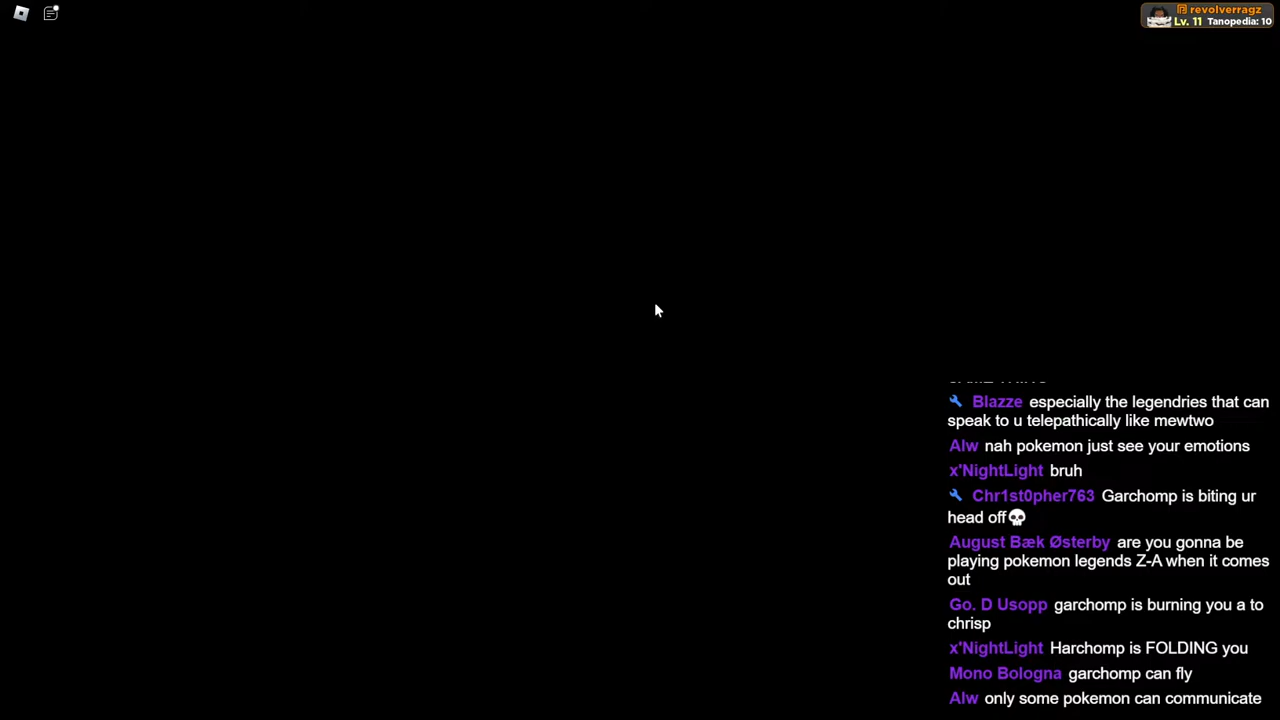 revolverragz
Lv. 11 Tanopedia: 10
Blazze especially the legendries that can
speak to u telepathically like mewtwo
Alw nah pokemon just see your emotions
x'NightLight bruh
Chr1st0pher763 Garchomp is biting ur
head off💀
August Bæk Østerby are you gonna be
playing pokemon legends Z-A when it comes
out
Go. D Usopp garchomp is burning you a to
chrisp
x'NightLight Harchomp is FOLDING you
Mono Bologna garchomp can fly
Alw only some pokemon can communicate